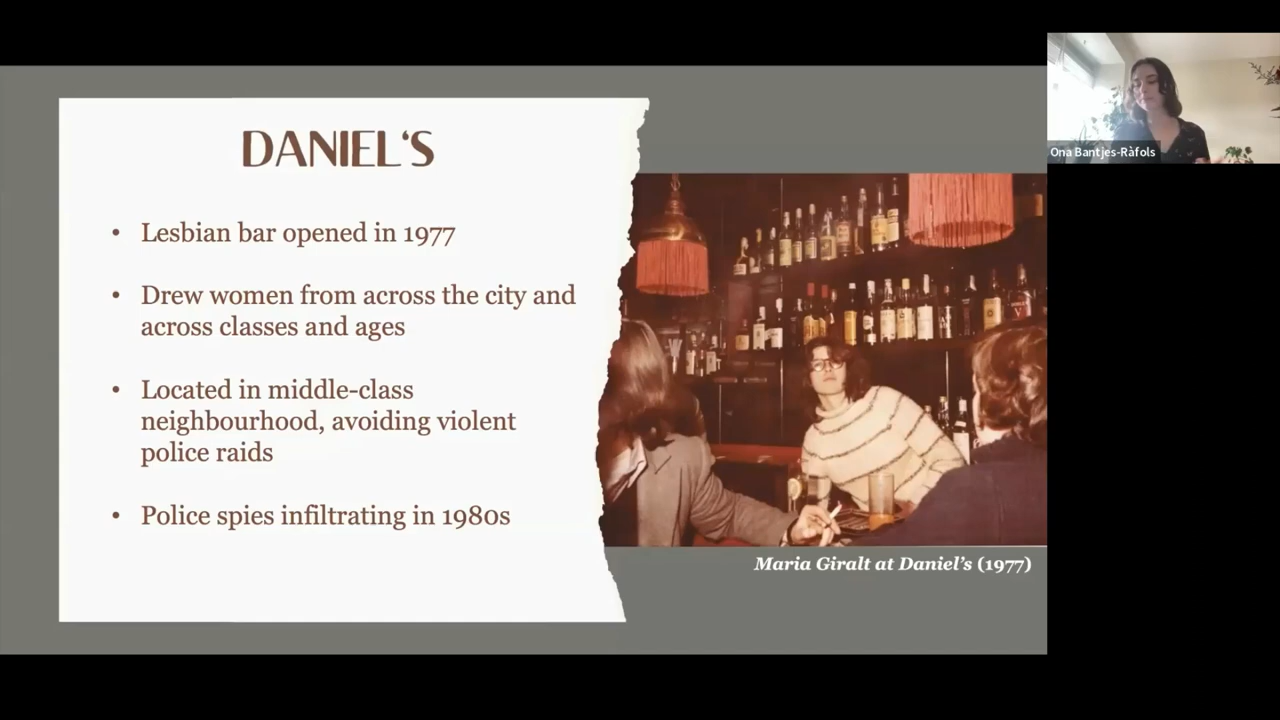 DANIEL‘S
• Lesbian bar opened in 1977
• Drew women from across the city and
across classes and ages
• Located in middle-class
neighbourhood, avoiding violent
police raids
• Police spies infiltrating in 1980s
Maria Giralt at Daniel’s (1977)
Ona Bantjes-Ràfols